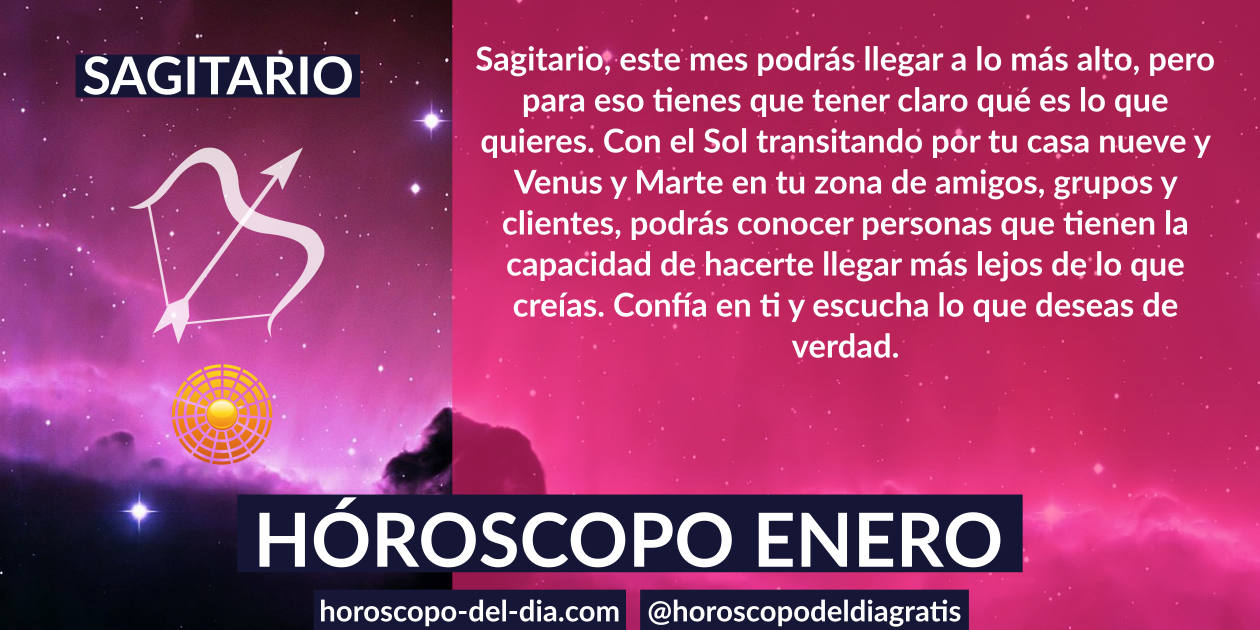 SAGITARIO
Sagitario, este mes podrás llegar a lo más alto, pero
para eso tienes que tener claro qué es lo que
quieres. Con el Sol transitando por tu casa nueve y
Venus y Marte en tu zona de amigos, grupos y
clientes, podrás conocer personas que tienen la
capacidad de hacerte llegar más lejos de lo que
creías. Confía en ti y escucha lo que deseas de
verdad.
HÓROSCOPO ENERO
horoscopo-del-dia.com
@horoscopodeldiagratis